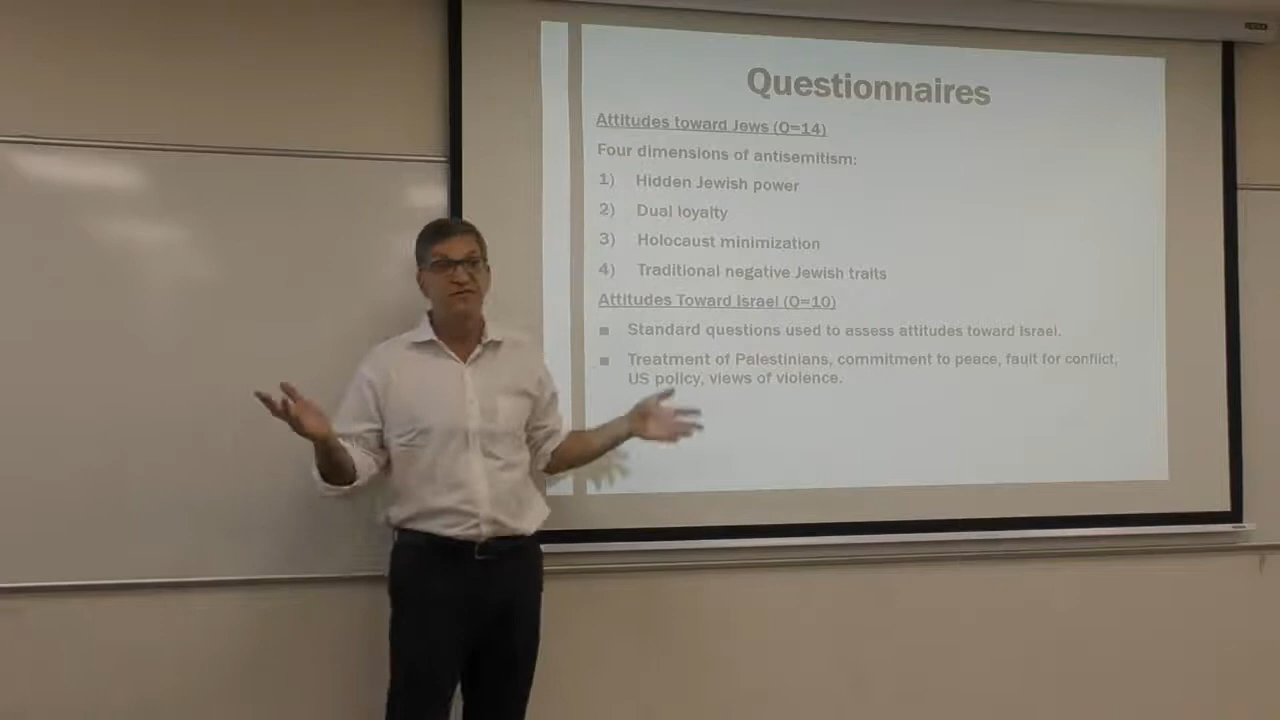 Questionnaires
Attitudes toward Jews (Q=14)
Four dimensions of antisemitism:
1) Hidden Jewish power
2) Dual loyalty
3) Holocaust minimization
4) Traditional negative Jewish traits
Attitudes Toward Israel (Q=10)
■ Standard questions used to assess attitudes toward Israel.
■ Treatment of Palestinians, commitment to peace, fault for conflict,
US policy, views of violence.